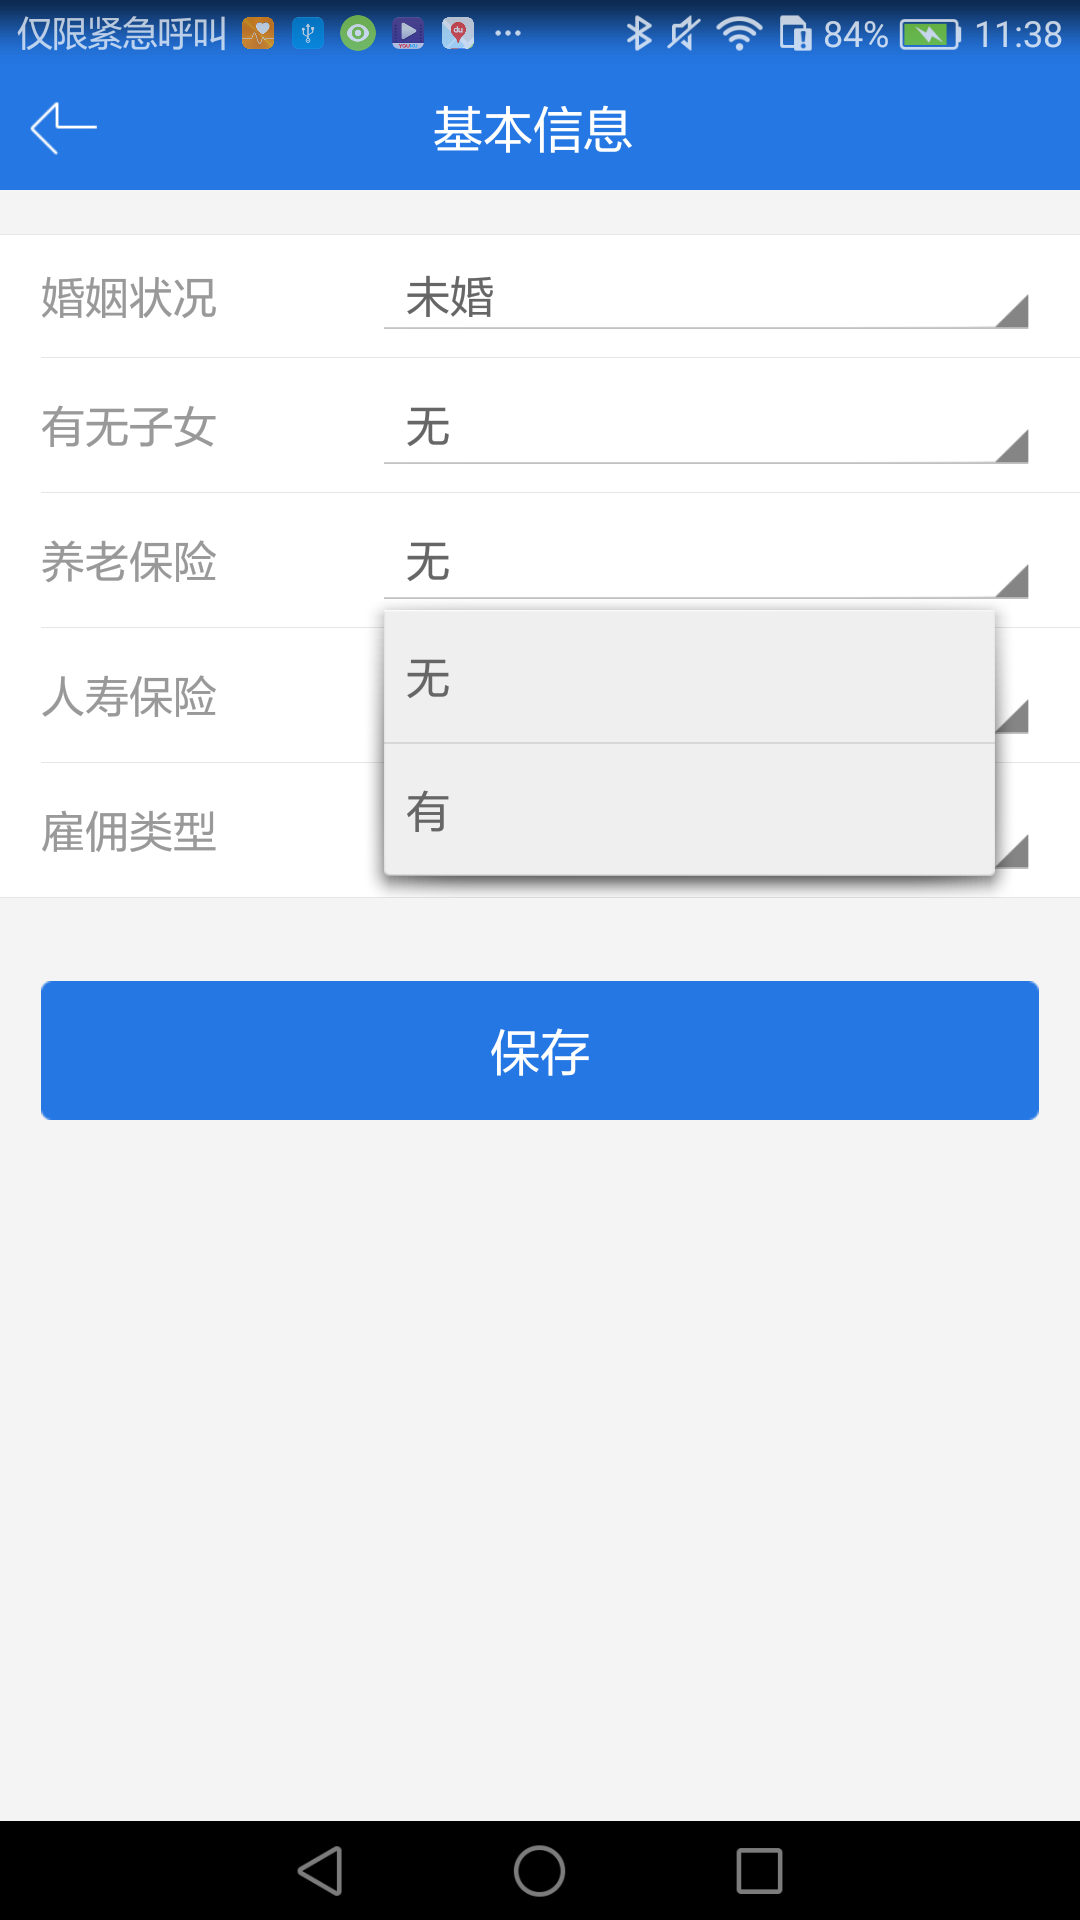 仅限紧急呼叫 84% 11:38
基本信息
婚姻状况 未婚
有无子女 无
养老保险 无
无
人寿保险
有
雇佣类型
保存